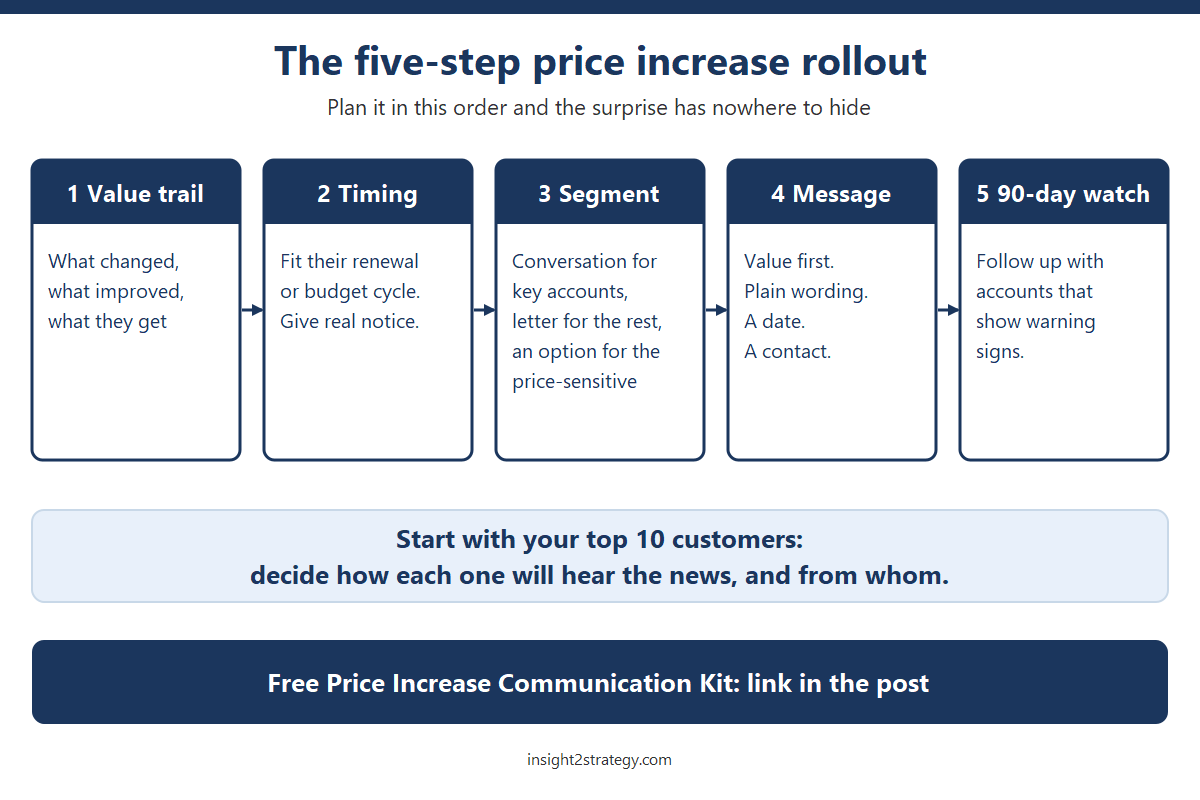 The five-step price increase rollout
Plan it in this order and the surprise has nowhere to hide
1 Value trail
What changed,
what improved,
what they get
2 Timing
Fit their renewal
or budget cycle.
Give real notice.
3 Segment
Conversation for
key accounts,
letter for the rest,
an option for the
price-sensitive
4 Message
Value first.
Plain wording.
A date.
A contact.
5 90-day watch
Follow up with
accounts that
show warning
signs.
Start with your top 10 customers:
decide how each one will hear the news, and from whom.
Free Price Increase Communication Kit: link in the post
insight2strategy.com